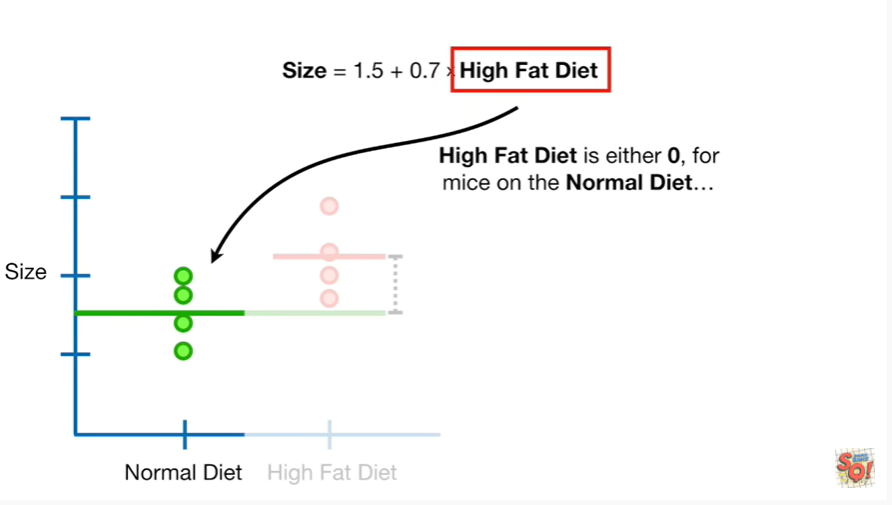 Size = 1.5 + 0.7 × High Fat Diet
High Fat Diet is either 0, for
mice on the Normal Diet...
Size
Normal Diet
High Fat Diet
SQ!